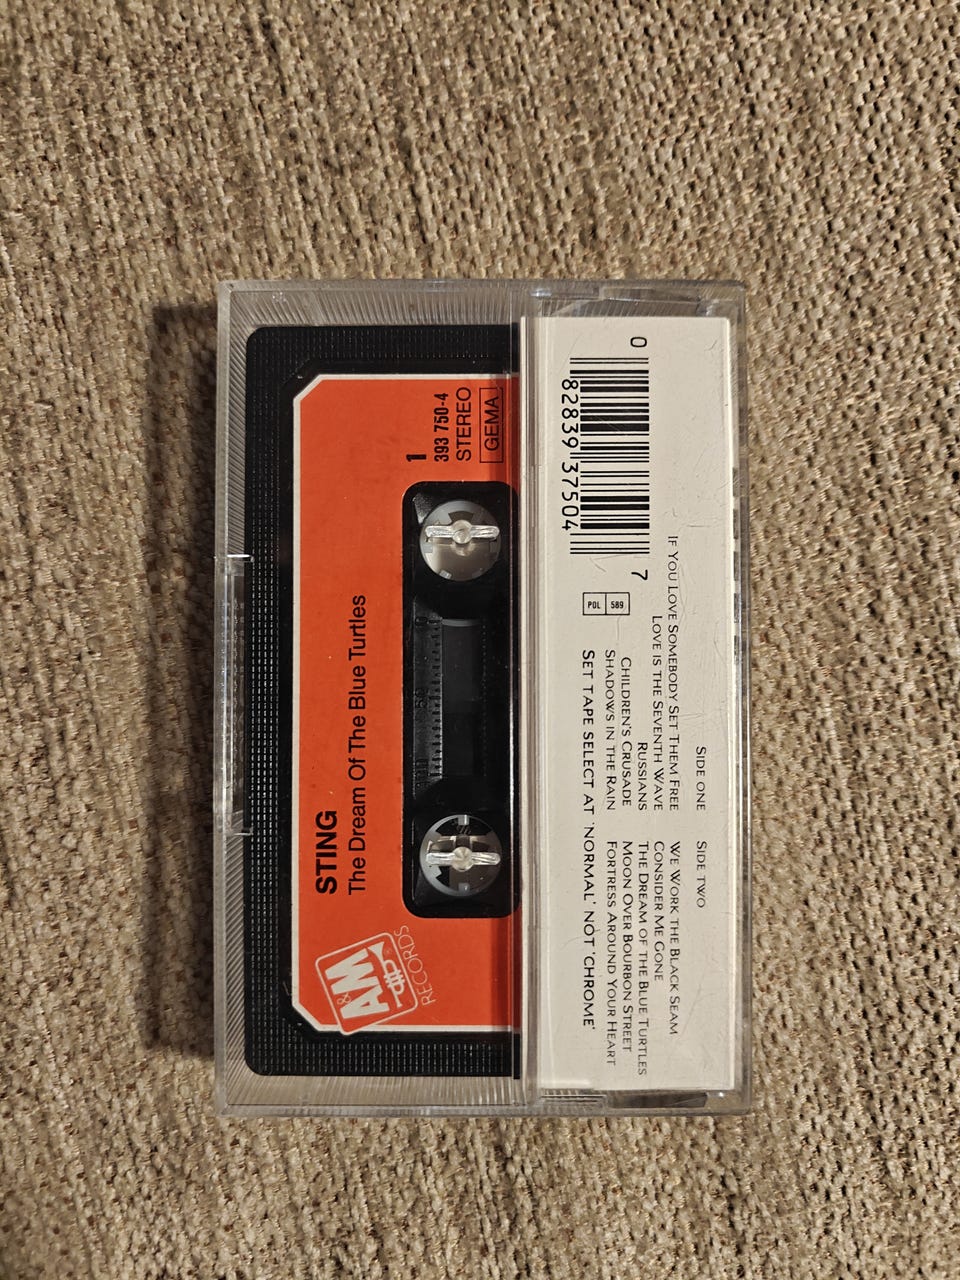 STING
The Dream Of The Blue Turtles
1
393 750-4
STEREO
GEMA
A&M
RECORDS
SIDE ONE
IF YOU LOVE SOMEBODY SET THEM FREE
LOVE IS THE SEVENTH WAVE
RUSSIANS
CHILDREN'S CRUSADE
SHADOWS IN THE RAIN
SIDE TWO
WE WORK THE BLACK SEAM
CONSIDER ME GONE
THE DREAM OF THE BLUE TURTLES
MOON OVER BOURBON STREET
FORTRESS AROUND YOUR HEART
SET TAPE SELECT AT 'NORMAL' NOT 'CHROME'
0 82839 37504 7
POL 589